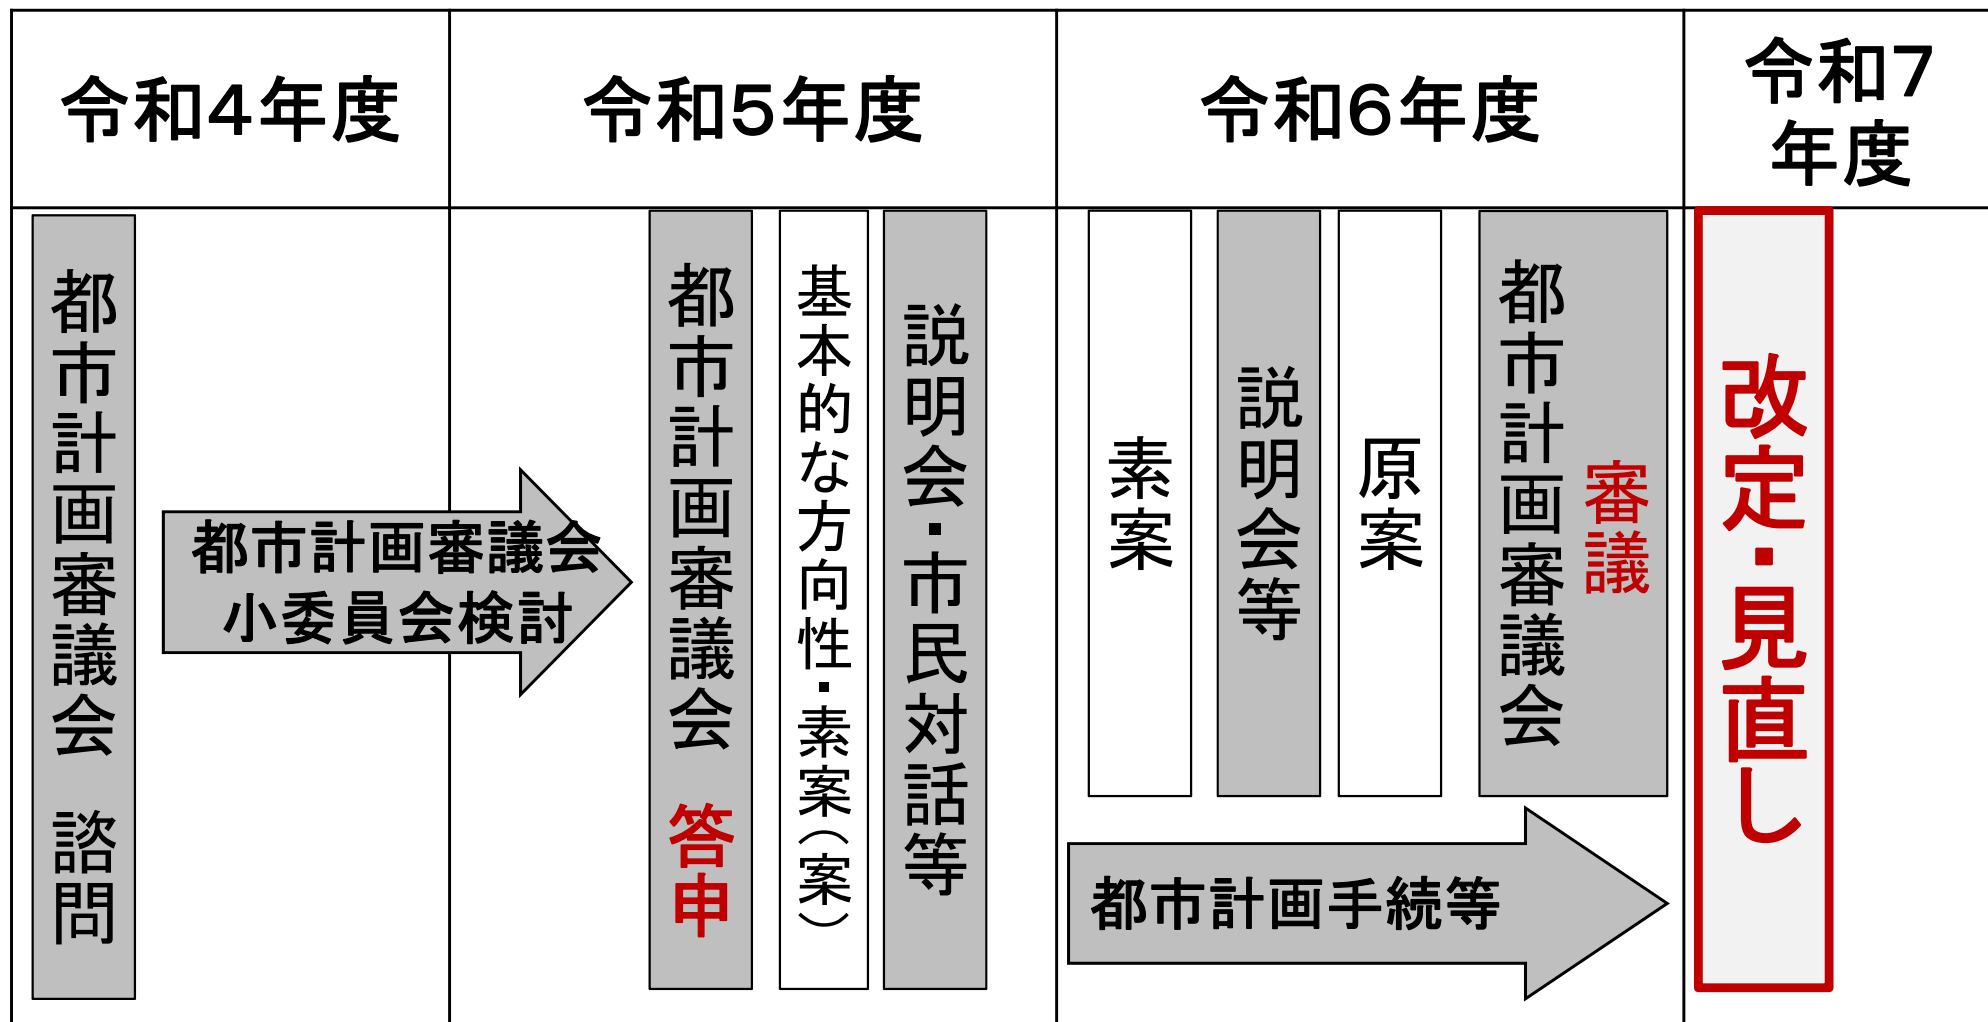 令和4年度
令和5年度
令和6年度
令和7
年度
都市計画審議会　諮問
都市計画審議会
小委員会検討
都市計画審議会　答申
基本的な方向性・素案（案）
説明会・市民対話等
素案
説明会等
原案
都市計画審議会
審議
都市計画手続等
改定・見直し